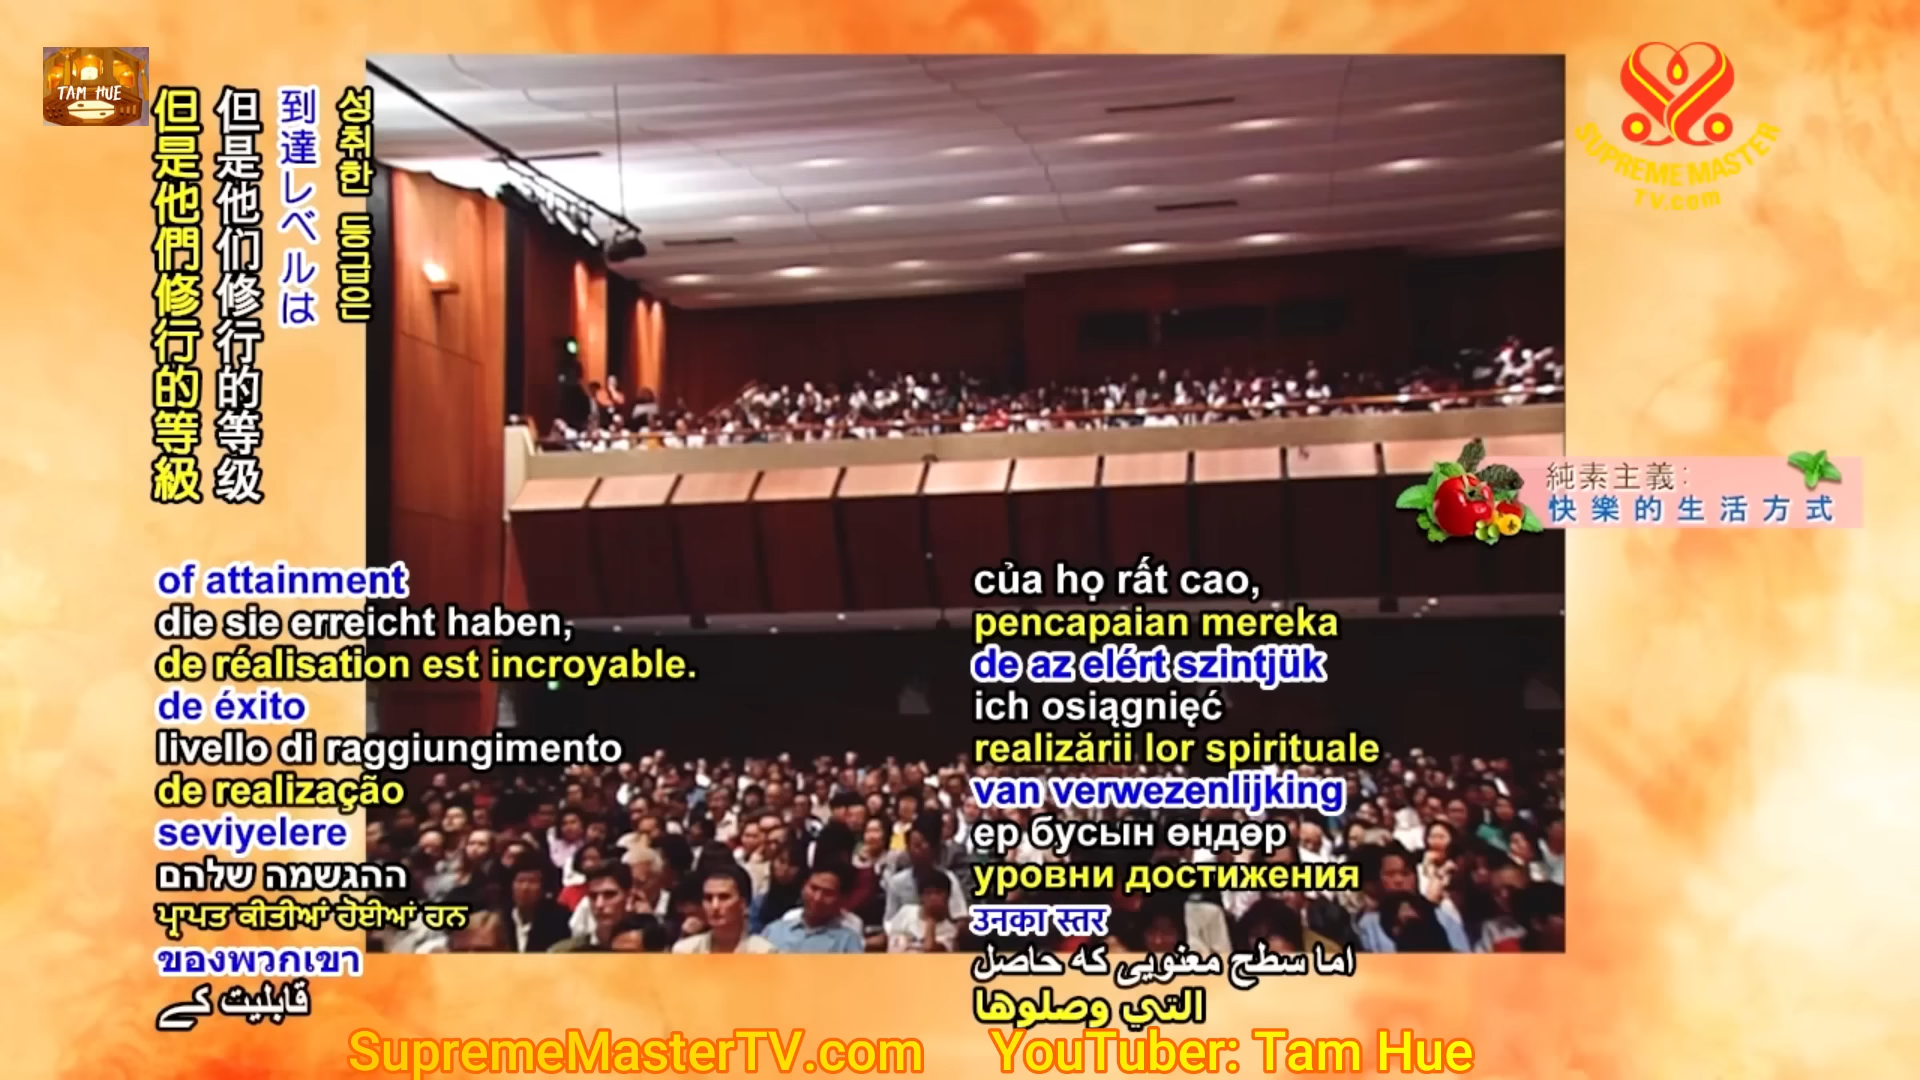 TAM HUE
但是他們修行的等級
但是他们修行的等级
到達レベルは
성취한 등급은
SUPREME MASTER
TV.com
純素主義:
快樂的生活方式
of attainment
die sie erreicht haben,
de réalisation est incroyable.
de éxito
livello di raggiungimento
de realização
seviyelere
ההגשמה שלהם
ਪ੍ਰਾਪਤ ਕੀਤੀਆਂ ਹੋਈਆਂ ਹਨ
ของพวกเขา
قابلیت کے
của họ rất cao,
pencapaian mereka
de az elért szintjük
ich osiągnięć
realizării lor spirituale
van verwezenlijking
ер бусын өндөр
уровни достижения
उनका स्तर
اما سطح معنویی که حاصل
التي وصلوها
SupremeMasterTV.com
YouTuber: Tam Hue